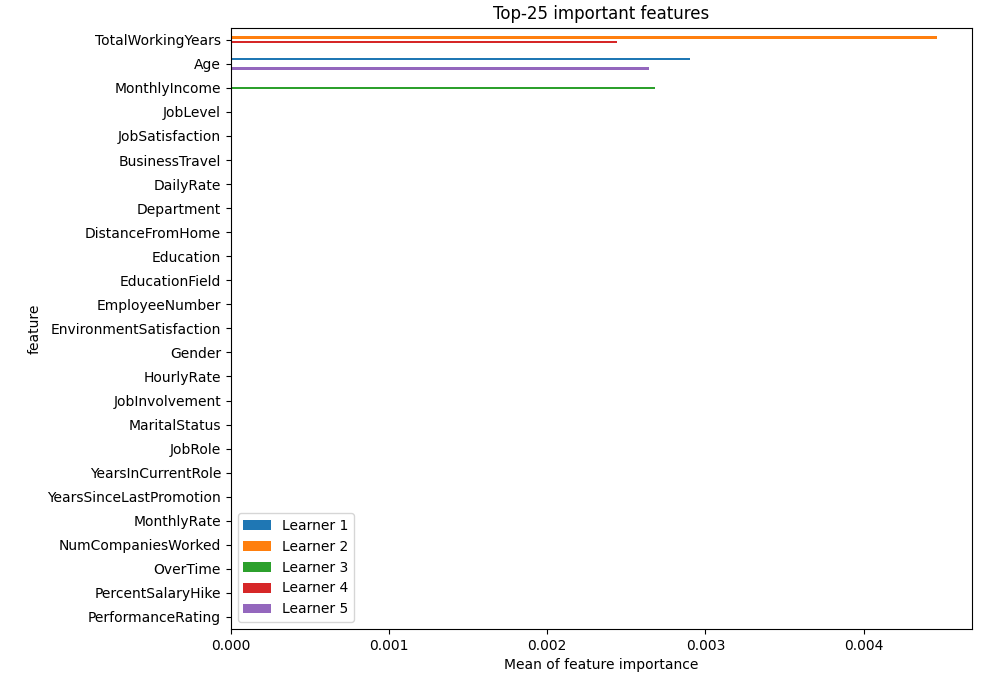 Top-25 important features
TotalWorkingYears
Age
MonthlyIncome
JobLevel
JobSatisfaction
BusinessTravel
DailyRate
Department
DistanceFromHome
Education
EducationField
EmployeeNumber
EnvironmentSatisfaction
Gender
HourlyRate
JobInvolvement
MaritalStatus
JobRole
YearsInCurrentRole
YearsSinceLastPromotion
MonthlyRate
NumCompaniesWorked
OverTime
PercentSalaryHike
PerformanceRating
feature
Learner 1
Learner 2
Learner 3
Learner 4
Learner 5
0.000 0.001 0.002 0.003 0.004
Mean of feature importance